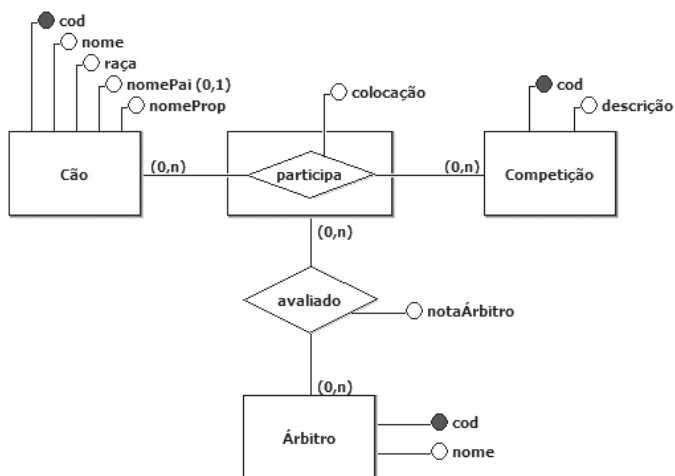 cod
nome
raça
nomePai (0,1)
nomeProp
colocação
cod
descrição
Cão
(0,n)
participa
(0,n)
Competição
(0,n)
avaliado
notaÁrbitro
(0,n)
Árbitro
cod
nome